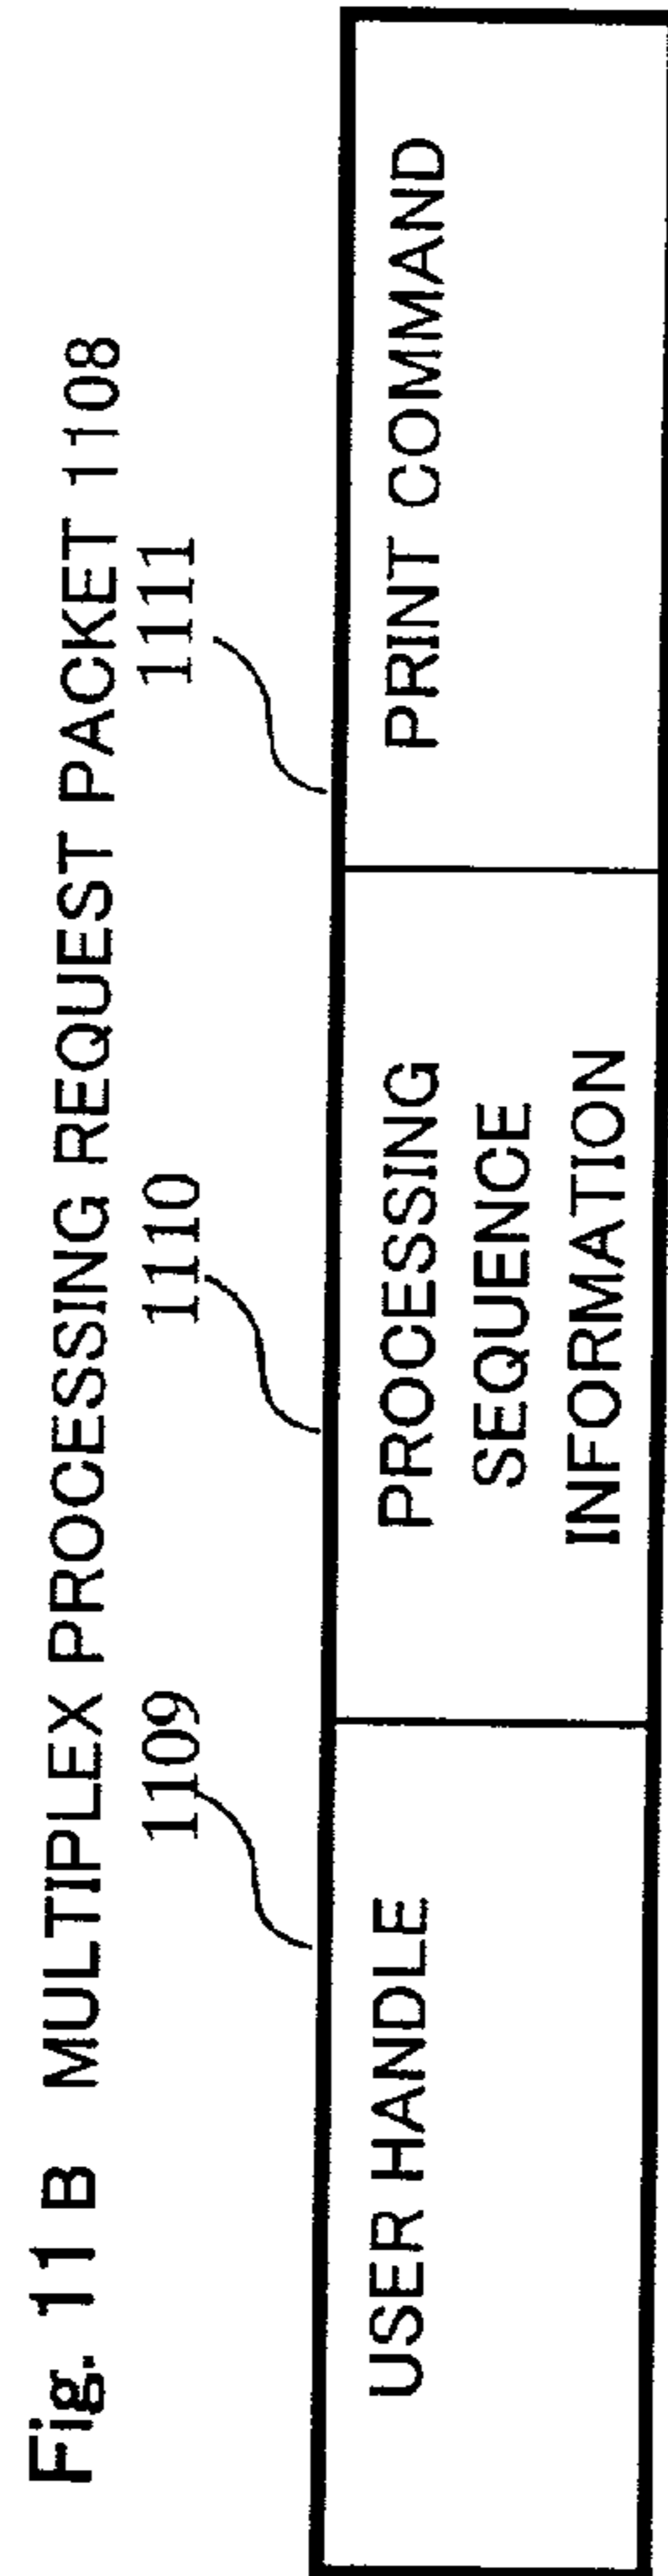 Fig. 11 B MULTIPLEX PROCESSING REQUEST PACKET 1108
1109
1110
1111
USER HANDLE
PROCESSING
SEQUENCE
INFORMATION
PRINT COMMAND